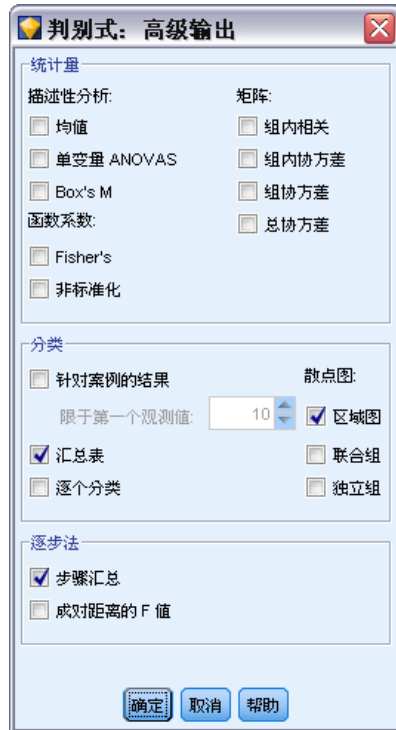 判别式：高级输出
统计量
描述性分析:
均值
单变量 ANOVAS
Box's M
函数系数:
Fisher's
非标准化
矩阵:
组内相关
组内协方差
组协方差
总协方差
分类
针对案例的结果
限于第一个观测值: 10
汇总表
逐个分类
散点图:
区域图
联合组
独立组
逐步法
步骤汇总
成对距离的 F 值
确定 取消 帮助